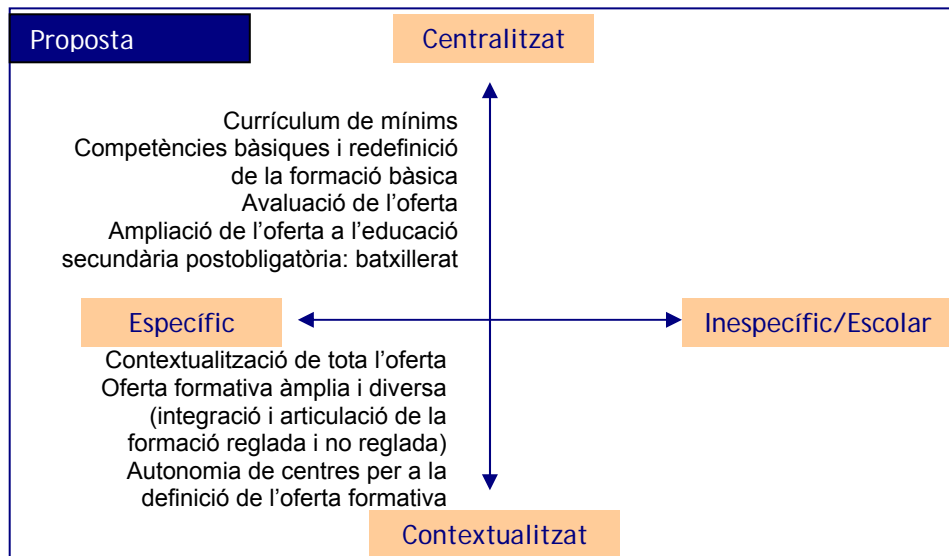 Proposta
Centralitzat
Currículum de mínims
Competències bàsiques i redefinició
de la formació bàsica
Avaluació de l’oferta
Ampliació de l’oferta a l’educació
secundària postobligatòria: batxillerat
Específic
Inespecífic/Escolar
Contextualització de tota l’oferta
Oferta formativa àmplia i diversa
(integració i articulació de la
formació reglada i no reglada)
Autonomia de centres per a la
definició de l’oferta formativa
Contextualitzat